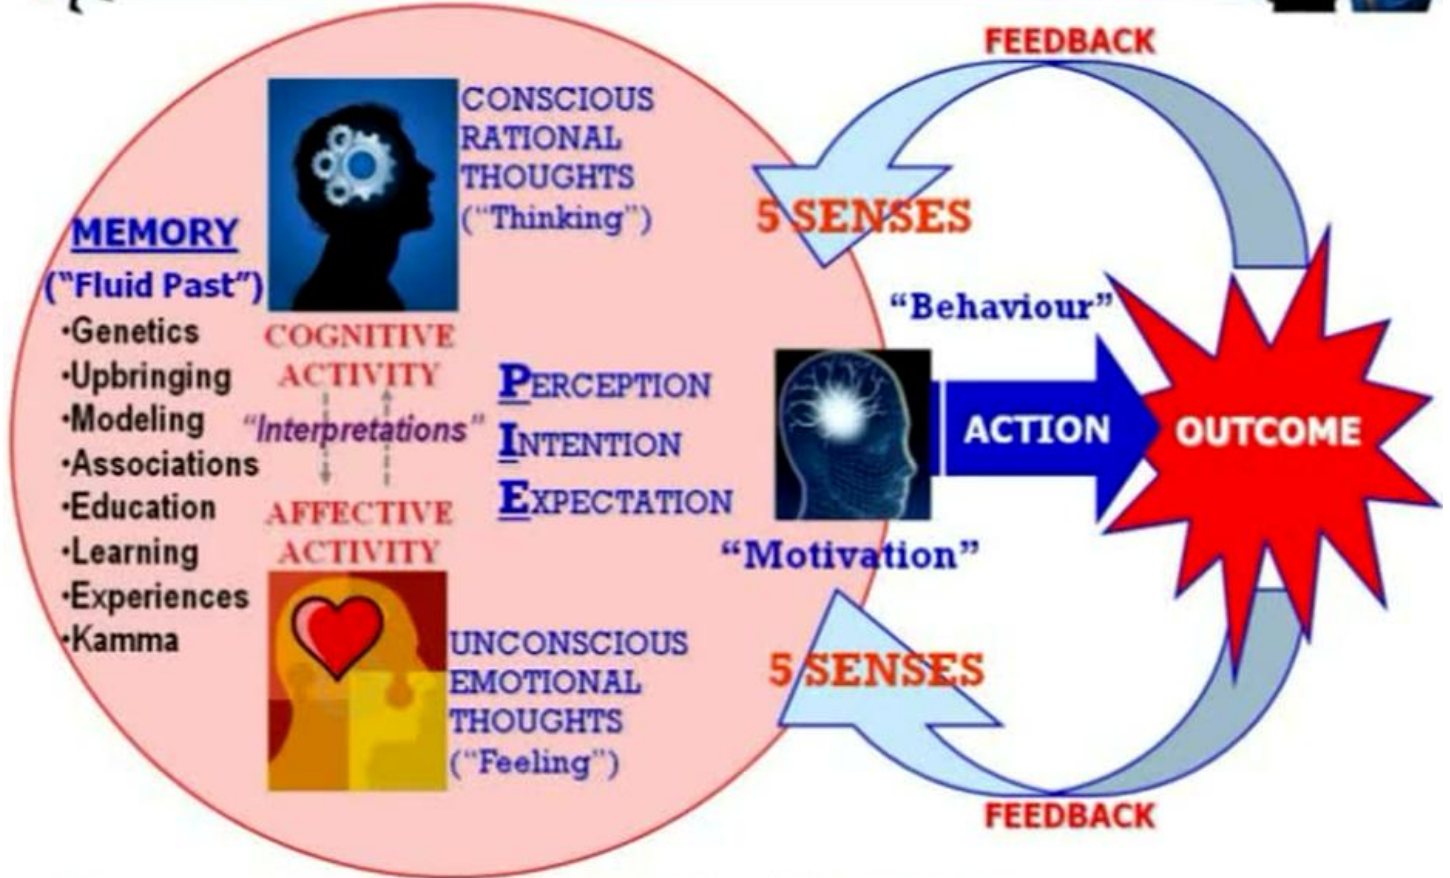 FEEDBACK
CONSCIOUS
RATIONAL
THOUGHTS
("Thinking")
5 SENSES
MEMORY
("Fluid Past")
•Genetics
•Upbringing
•Modeling
•Associations
•Education
•Learning
•Experiences
•Kamma
COGNITIVE
ACTIVITY
"Interpretations"
AFFECTIVE
ACTIVITY
PERCEPTION
INTENTION
EXPECTATION
"Behaviour"
ACTION
OUTCOME
"Motivation"
UNCONSCIOUS
EMOTIONAL
THOUGHTS
("Feeling")
5 SENSES
FEEDBACK